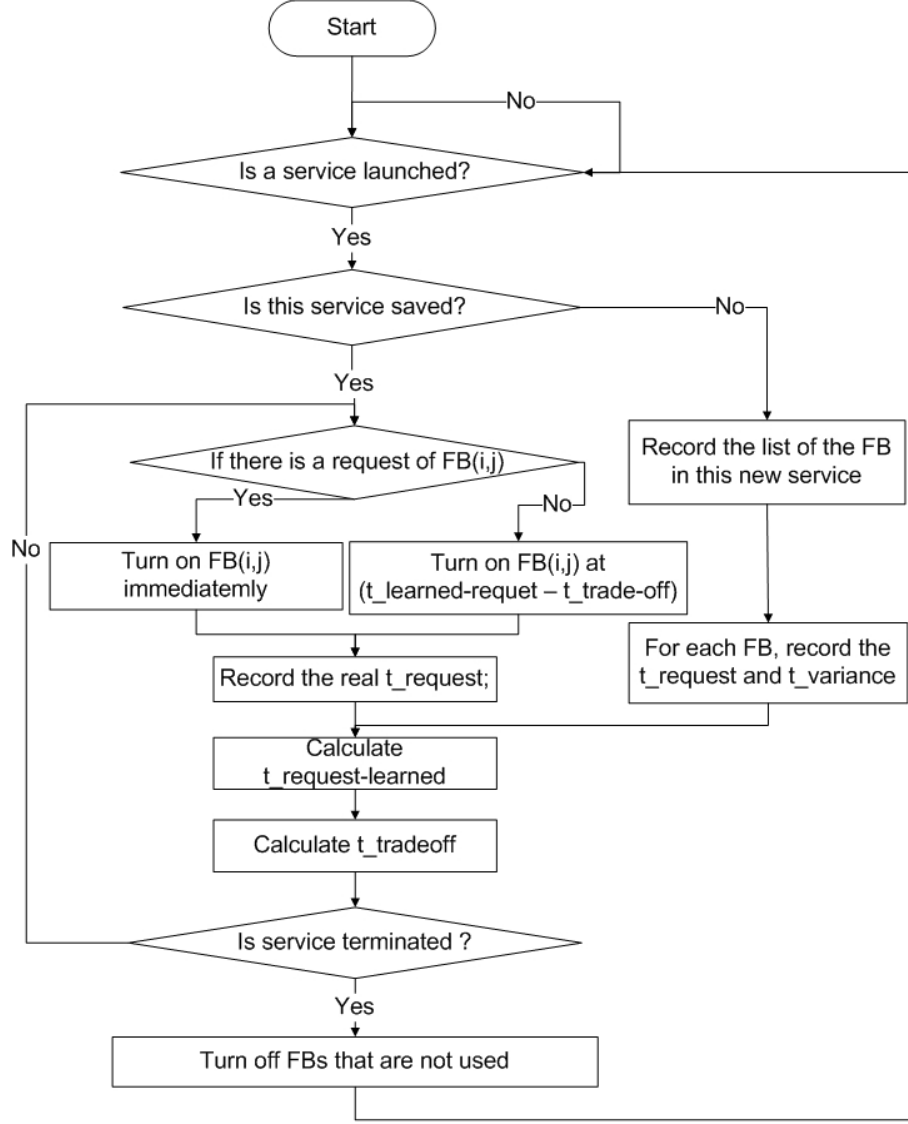 Start
No
Is a service launched?
Yes
Is this service saved?
No
Yes
If there is a request of FB(i,j)
Record the list of the FB
in this new service
Yes
No
No
Turn on FB(i,j)
immediatemly
Turn on FB(i,j) at
(t_learned-requet – t_trade-off)
Record the real t_request;
For each FB, record the
t_request and t_variance
Calculate
t_request-learned
Calculate t_tradeoff
Is service terminated ?
Yes
Turn off FBs that are not used